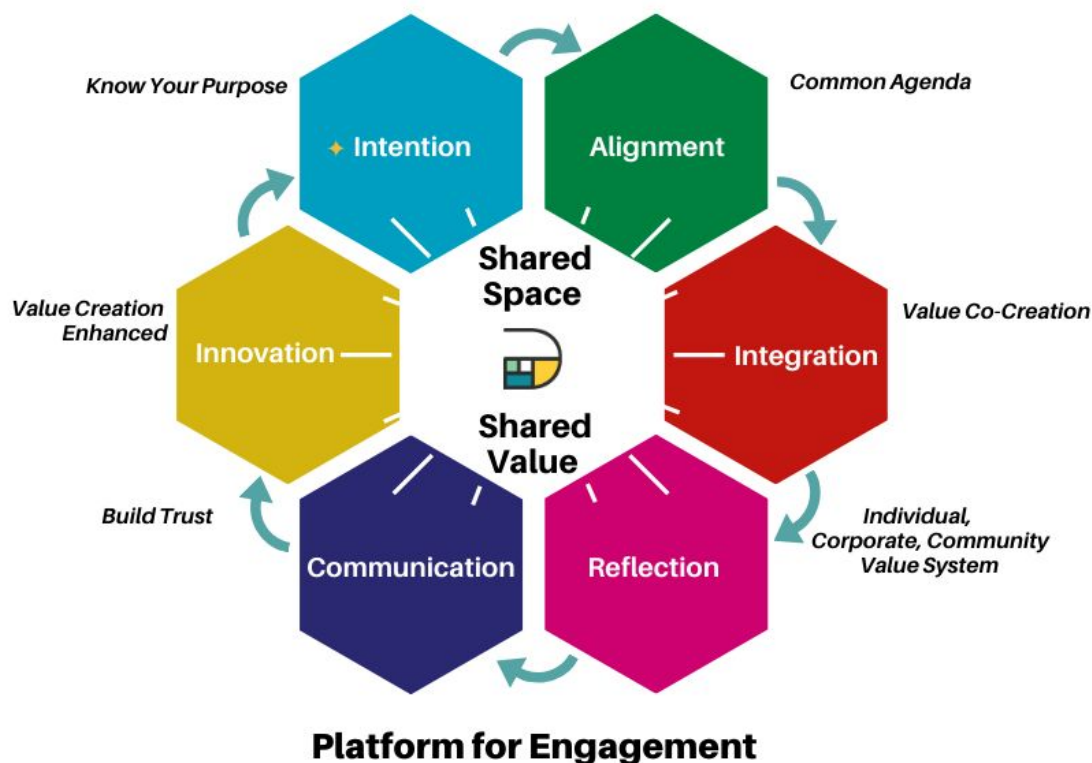 Know Your Purpose
Intention
Alignment
Common Agenda
Shared
Space
Value Creation
Enhanced
Innovation
Integration
Value Co-Creation
Shared
Value
Build Trust
Communication
Reflection
Individual,
Corporate, Community
Value System
Platform for Engagement